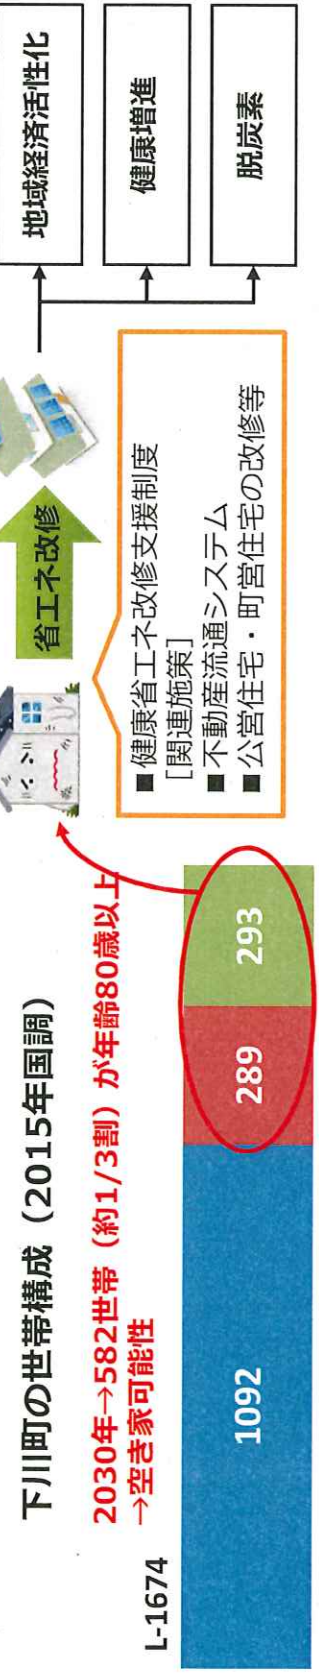 下川町の世帯構成（2015年国調）
2030年→582世帯（約1/3割）が年齢80歳以上
→空き家可能性
L-1674
1092
289
293
省エネ改修
■健康省エネ改修支援制度
[関連施策]
■不動産流通システム
■公営住宅・町営住宅の改修等
地域経済活性化
健康増進
脱炭素